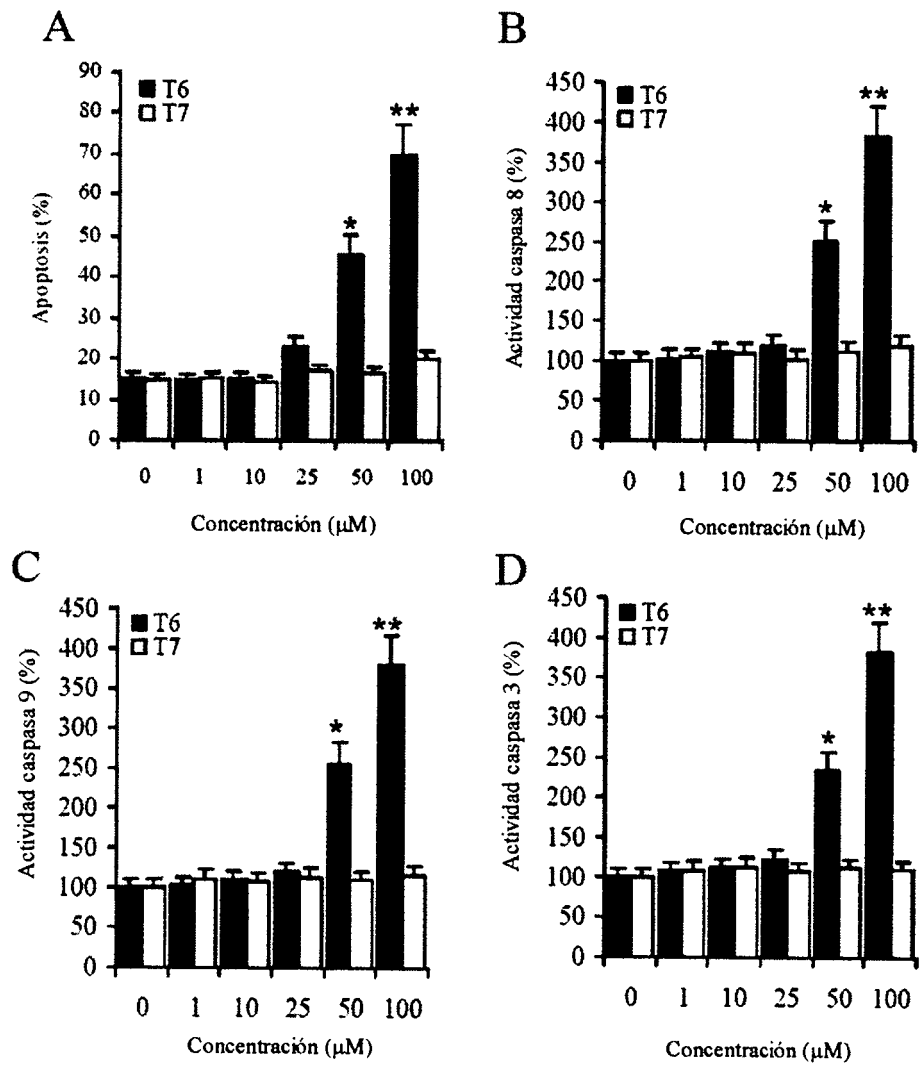 A
Apoptosis (%)
90
80
70
60
50
40
30
20
10
0
T6
T7
*
**
0 1 10 25 50 100
Concentración (µM)
B
Actividad caspasa 8 (%)
450
400
350
300
250
200
150
100
50
0
T6
T7
*
**
0 1 10 25 50 100
Concentración (µM)
C
Actividad caspasa 9 (%)
450
400
350
300
250
200
150
100
50
0
T6
T7
*
**
0 1 10 25 50 100
Concentración (µM)
D
Actividad caspasa 3 (%)
450
400
350
300
250
200
150
100
50
0
T6
T7
*
**
0 1 10 25 50 100
Concentración (µM)